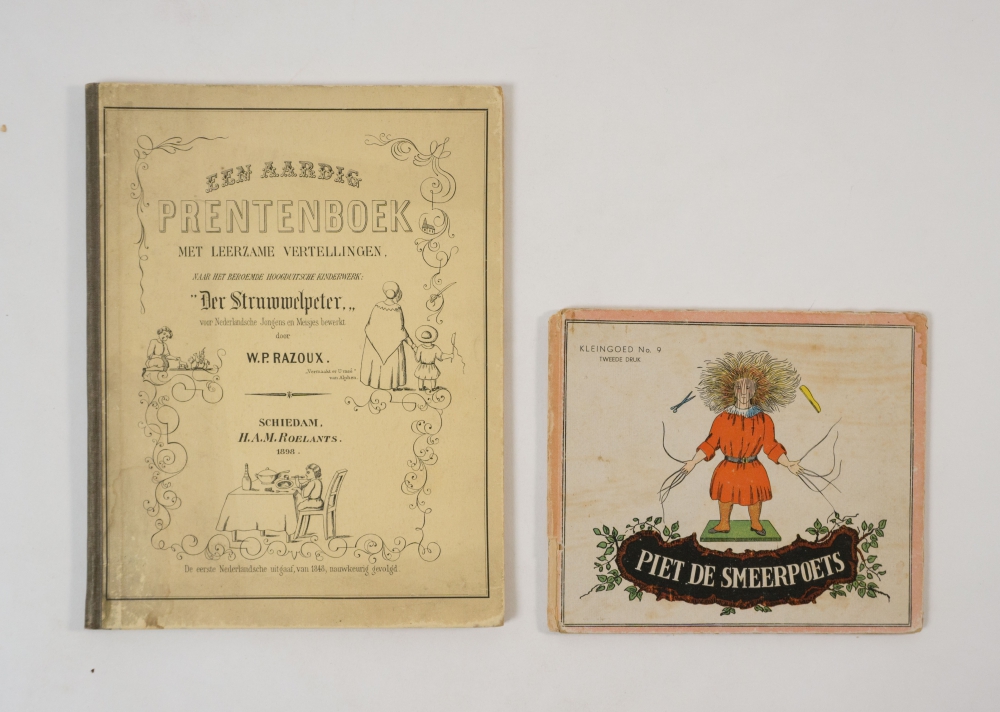 EEN AARDIG
PRENTENBOEK
MET LEERZAME VERTELLINGEN.
NAAR HET BEROEMDE HOOGDUITSCHE KINDERWERK:
"Der Struwwelpeter„
voor Nederlandsche Jongens en Meisjes bewerkt
door
W. P. RAZOUX.
van Alphen
SCHIEDAM,
H. A. M. ROELANTS.
1898.
De eerste Nederlandsche uitgaaf, van 1848, nauwkeurig gevolgd.
KLEINGOED No. 9
TWEEDE DRUK
PIET DE SMEERPOETS